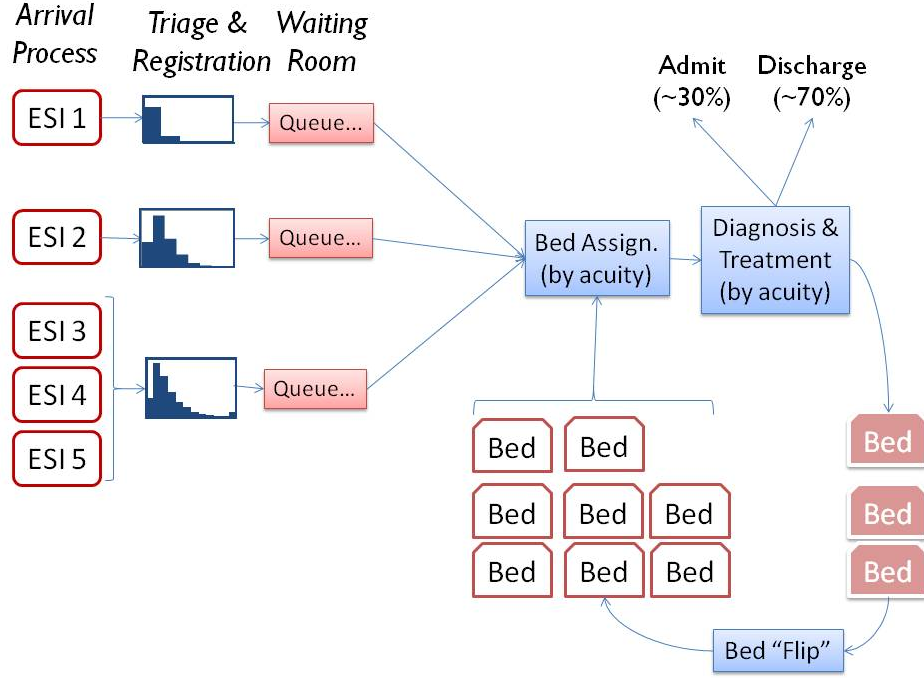 Arrival
Process
Triage &
Registration
Waiting
Room
Admit
(~30%)
Discharge
(~70%)
ESI 1
Queue...
ESI 2
Queue...
ESI 3
ESI 4
ESI 5
Queue...
Bed Assign.
(by acuity)
Diagnosis &
Treatment
(by acuity)
Bed
Bed
Bed
Bed
Bed
Bed
Bed
Bed
Bed
Bed
Bed
Bed “Flip”